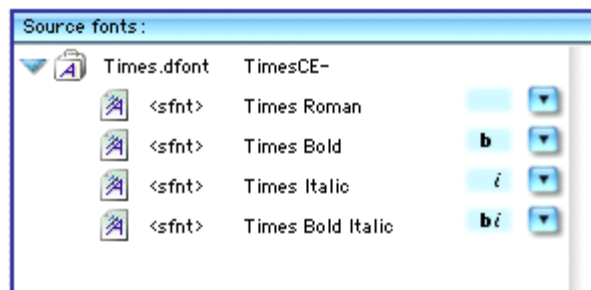 Source fonts:
Times.dfont TimesCE-
<sfnt> Times Roman
<sfnt> Times Bold b
<sfnt> Times Italic i
<sfnt> Times Bold Italic bi